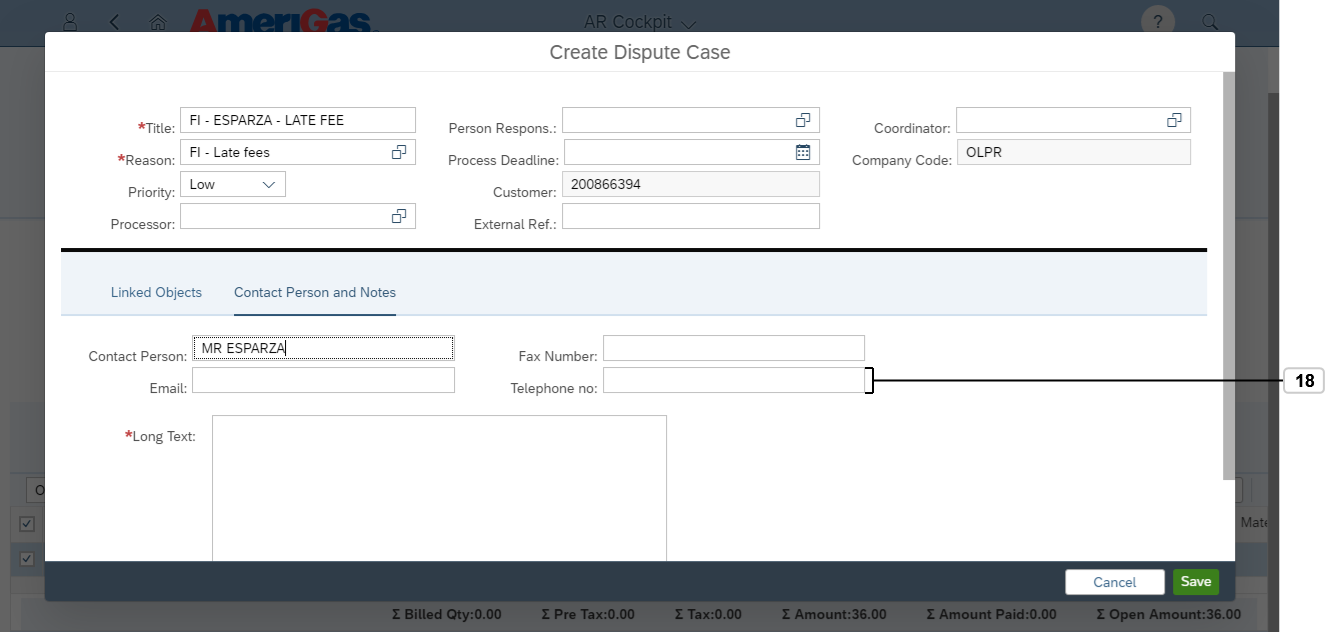 AmeriGas
AR Cockpit
?
Create Dispute Case
*Title: FI - ESPARZA - LATE FEE
Person Respons.:
Coordinator:
*Reason: FI - Late fees
Process Deadline:
Company Code: OLPR
Priority: Low
Customer: 200866394
Processor:
External Ref.:
Linked Objects
Contact Person and Notes
Contact Person: MR ESPARZA
Fax Number:
Email:
Telephone no:
18
*Long Text:
O
Mate
Cancel
Save
Σ Billed Qty:0.00 Σ Pre Tax:0.00 Σ Tax:0.00 Σ Amount:36.00 Σ Amount Paid:0.00 Σ Open Amount:36.00